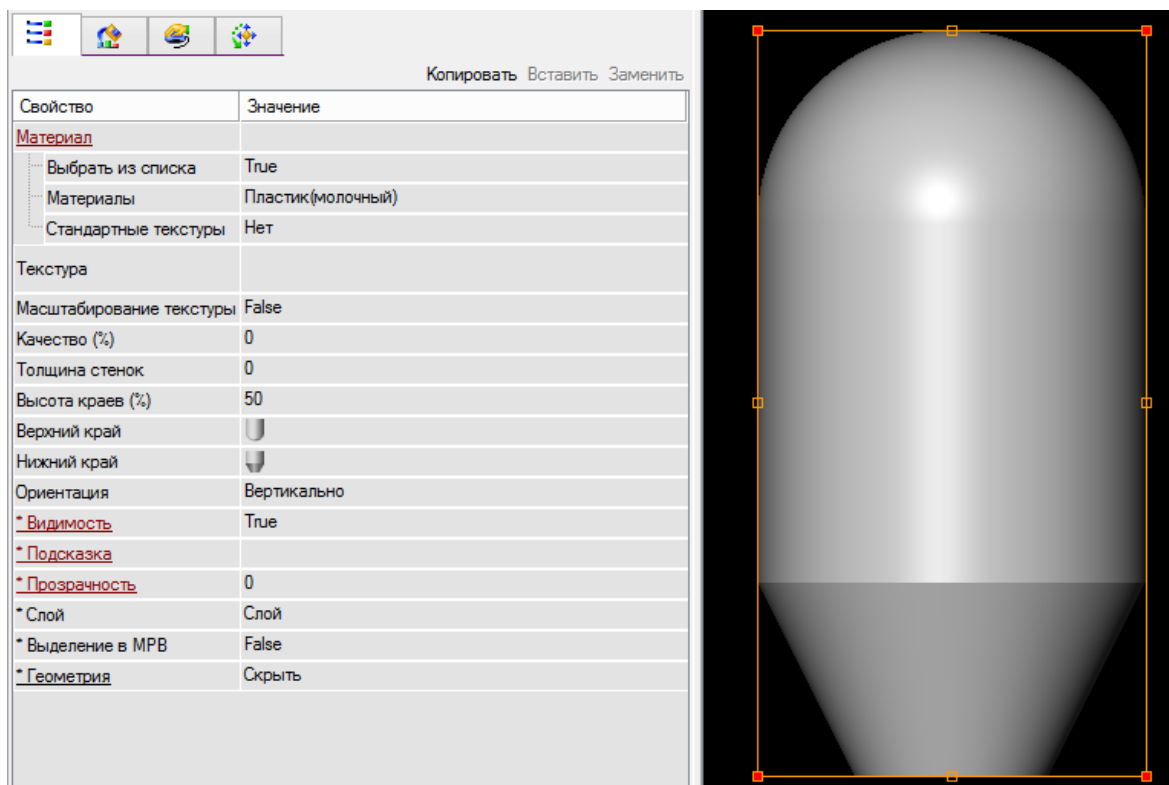 Копировать Вставить Заменить
Свойство Значение
Материал
Выбрать из списка True
Материалы Пластик(молочный)
Стандартные текстуры Нет
Текстура
Масштабирование текстуры False
Качество (%) 0
Толщина стенок 0
Высота краев (%) 50
Верхний край
Нижний край
Ориентация Вертикально
* Видимость True
* Подсказка
* Прозрачность 0
* Слой Слой
* Выделение в МРВ False
* Геометрия Скрыть